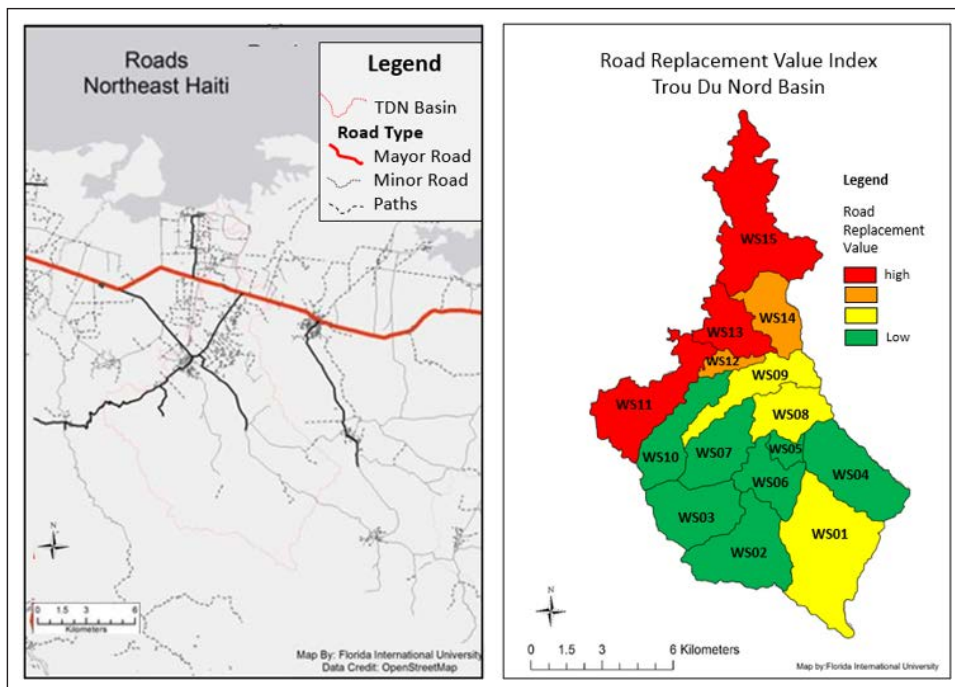 Roads
Northeast Haiti
Legend
TDN Basin
Road Type
Mayor Road
Minor Road
Paths
N
0 1.5 3 6
Kilometers
Map By: Florida International University
Data Credit: OpenStreetMap
Road Replacement Value Index
Trou Du Nord Basin
Legend
Road
Replacement
Value
high
Low
WS15
WS14
WS13
WS12
WS09
WS11
WS08
WS05
WS10
WS07
WS04
WS06
WS03
WS01
WS02
N
0 1.5 3 6 Kilometers
Map by:Florida International University